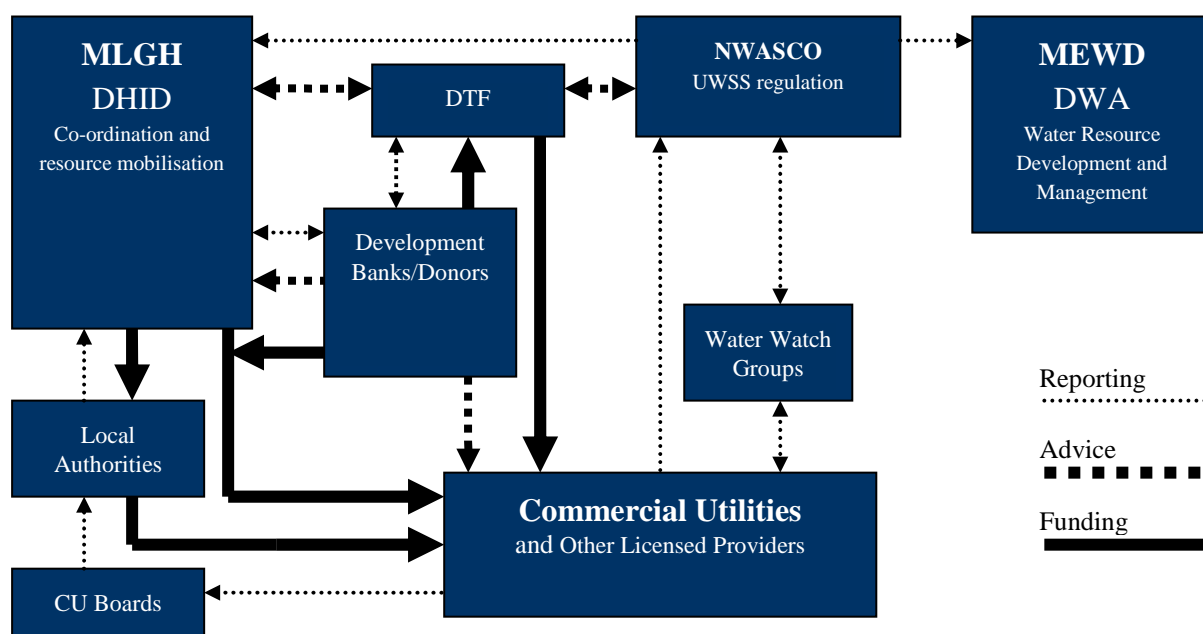 MLGH
DHID
Co-ordination and
resource mobilisation
DTF
NWASCO
UWSS regulation
MEWD
DWA
Water Resource
Development and
Management
Development
Banks/Donors
Water Watch
Groups
Local
Authorities
Commercial Utilities
and Other Licensed Providers
CU Boards
Reporting
Advice
Funding